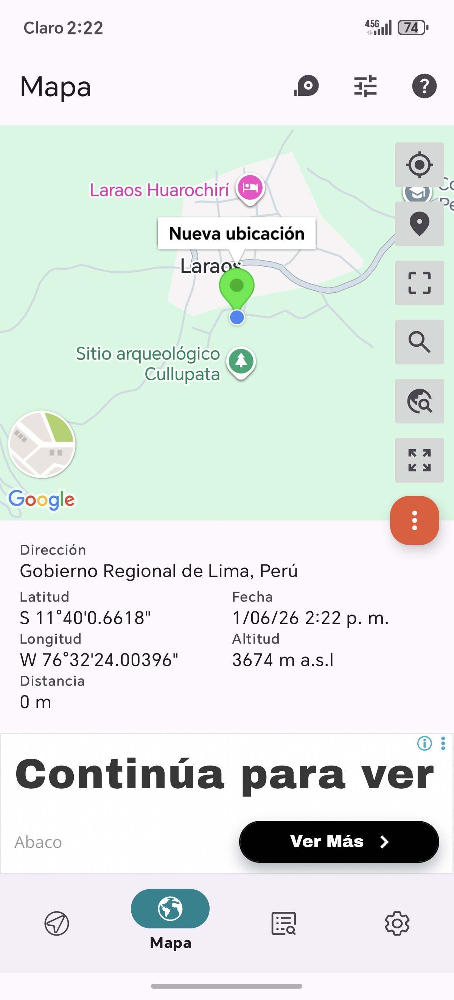 Claro 2:22
4.5G
74
Mapa
Laraos Huarochirí
Nueva ubicación
Laraos
Sitio arqueológico
Cullupata
Google
Dirección
Gobierno Regional de Lima, Perú
Latitud
S 11°40'0.6618"
Fecha
1/06/26 2:22 p. m.
Longitud
W 76°32'24.00396"
Altitud
3674 m a.s.l
Distancia
0 m
Continúa para ver
Abaco
Ver Más
Mapa